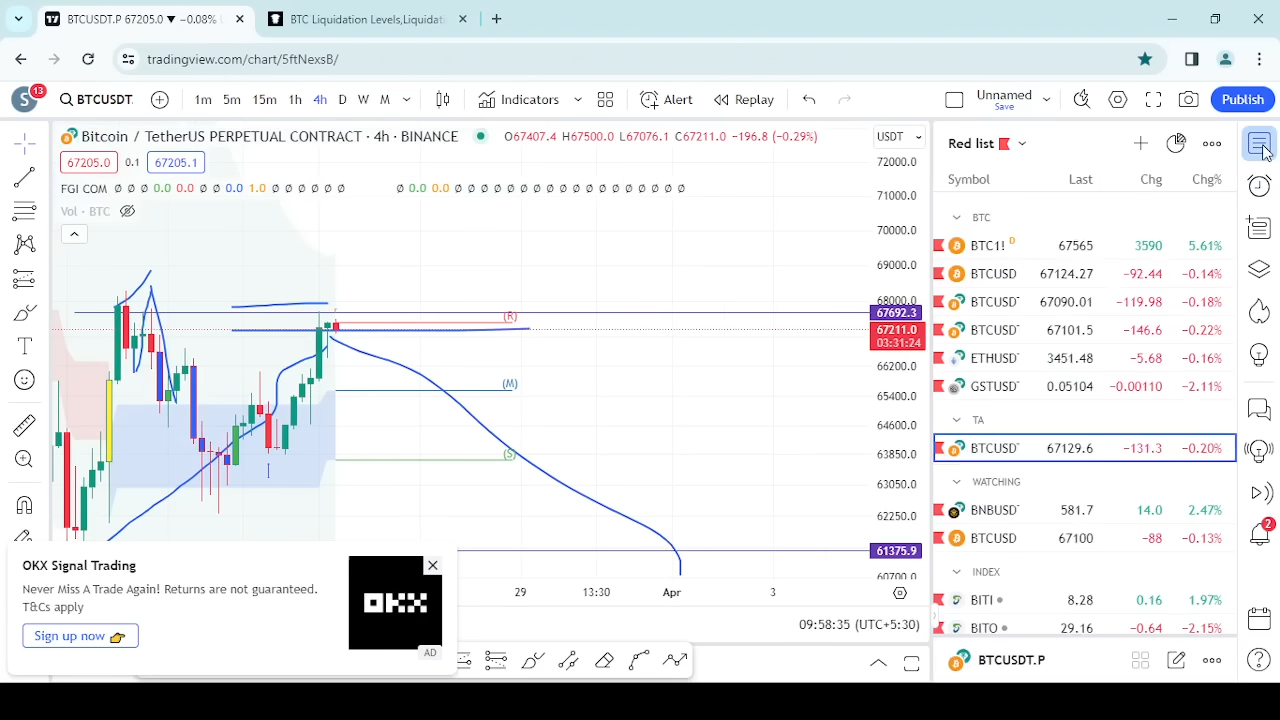 BTCUSDT.P 67205.0 ▼ −0.08%
BTC Liquidation Levels,Liquidati
tradingview.com/chart/5ftNexsB/
S 13 BTCUSDT. 1m 5m 15m 1h 4h D W M Indicators Alert Replay Unnamed Save Publish
Bitcoin / TetherUS PERPETUAL CONTRACT · 4h · BINANCE O67407.4 H67500.0 L67076.1 C67211.0 −196.8 (−0.29%) USDT
67205.0 0.1 67205.1
FGI COM ∅ ∅ ∅ 0.0 0.0 ∅ ∅ 0.0 1.0 ∅ ∅ ∅ ∅ ∅ ∅ ∅ ∅ 0.0 0.0 ∅ ∅ ∅ ∅ ∅ ∅ ∅ ∅ ∅ ∅ ∅ ∅ ∅ ∅ ∅ ∅ ∅ ∅ ∅ ∅
Vol · BTC
(R)
(M)
(S)
72000.0
71000.0
70000.0
69000.0
68000.0
67692.3
67211.0
03:31:24
66200.0
65400.0
64600.0
63850.0
63050.0
62250.0
61375.9
60700.0
29 13:30 Apr 3
09:58:35 (UTC+5:30)
OKX Signal Trading
Never Miss A Trade Again! Returns are not guaranteed.
T&Cs apply
Sign up now
OKX
AD
Red list
Symbol Last Chg Chg%
BTC
BTC1! D 67565 3590 5.61%
BTCUSD 67124.27 −92.44 −0.14%
BTCUSD 67090.01 −119.98 −0.18%
BTCUSD 67101.5 −146.6 −0.22%
ETHUSD 3451.48 −5.68 −0.16%
GSTUSD 0.05104 −0.00110 −2.11%
TA
BTCUSD 67129.6 −131.3 −0.20%
WATCHING
BNBUSD 581.7 14.0 2.47%
BTCUSD 67100 −88 −0.13%
INDEX
BITI 8.28 0.16 1.97%
BITO 29.16 −0.64 −2.15%
BTCUSDT.P
2